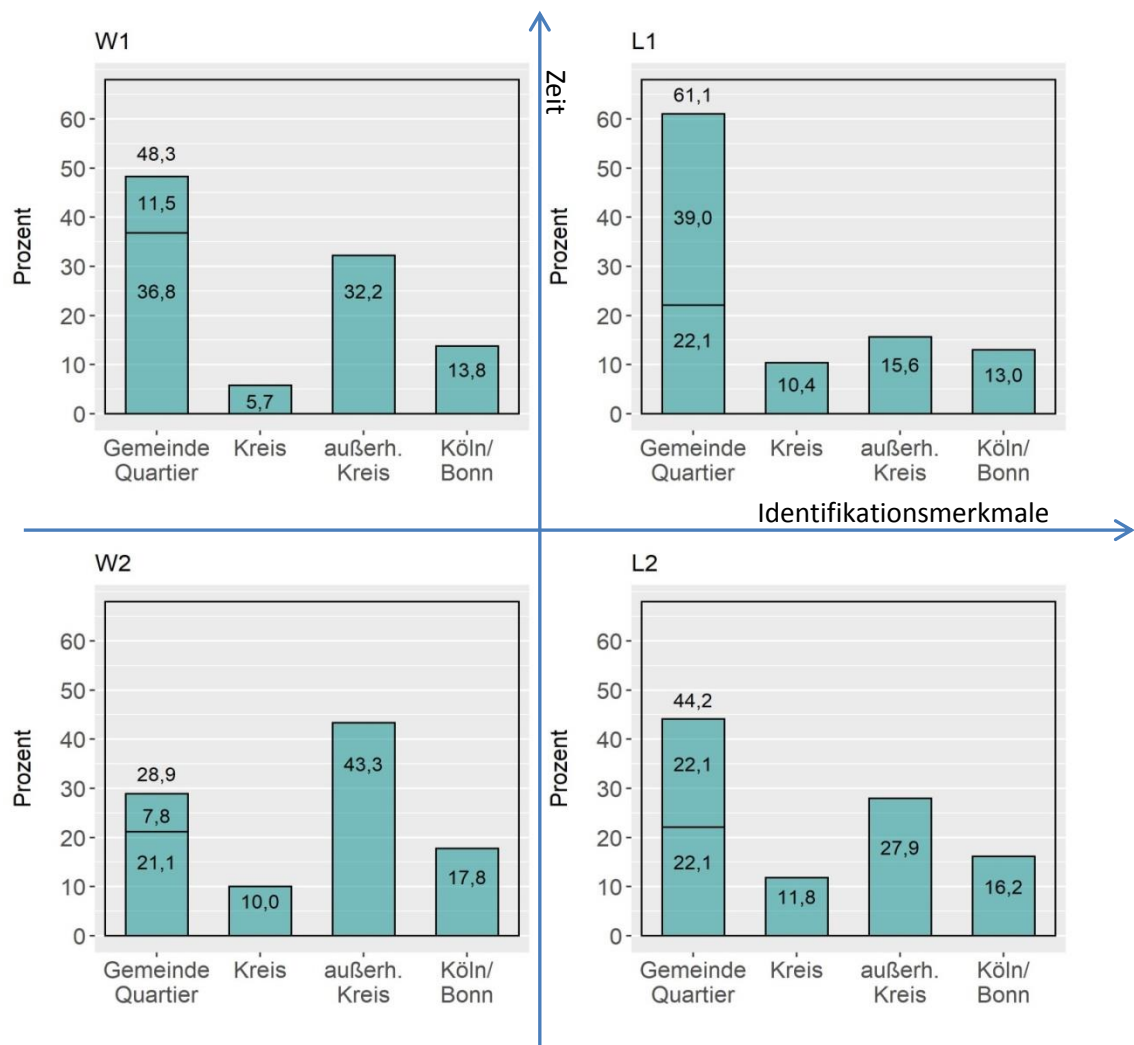 W1
Prozent
60
50
40
30
20
10
0
48,3
11,5
36,8
5,7
32,2
13,8
Gemeinde
Quartier
Kreis
außerh.
Kreis
Köln/
Bonn
Zeit
L1
Prozent
60
50
40
30
20
10
0
61,1
39,0
22,1
10,4
15,6
13,0
Gemeinde
Quartier
Kreis
außerh.
Kreis
Köln/
Bonn
Identifikationsmerkmale
W2
Prozent
60
50
40
30
20
10
0
28,9
7,8
21,1
10,0
43,3
17,8
Gemeinde
Quartier
Kreis
außerh.
Kreis
Köln/
Bonn
L2
Prozent
60
50
40
30
20
10
0
44,2
22,1
22,1
11,8
27,9
16,2
Gemeinde
Quartier
Kreis
außerh.
Kreis
Köln/
Bonn